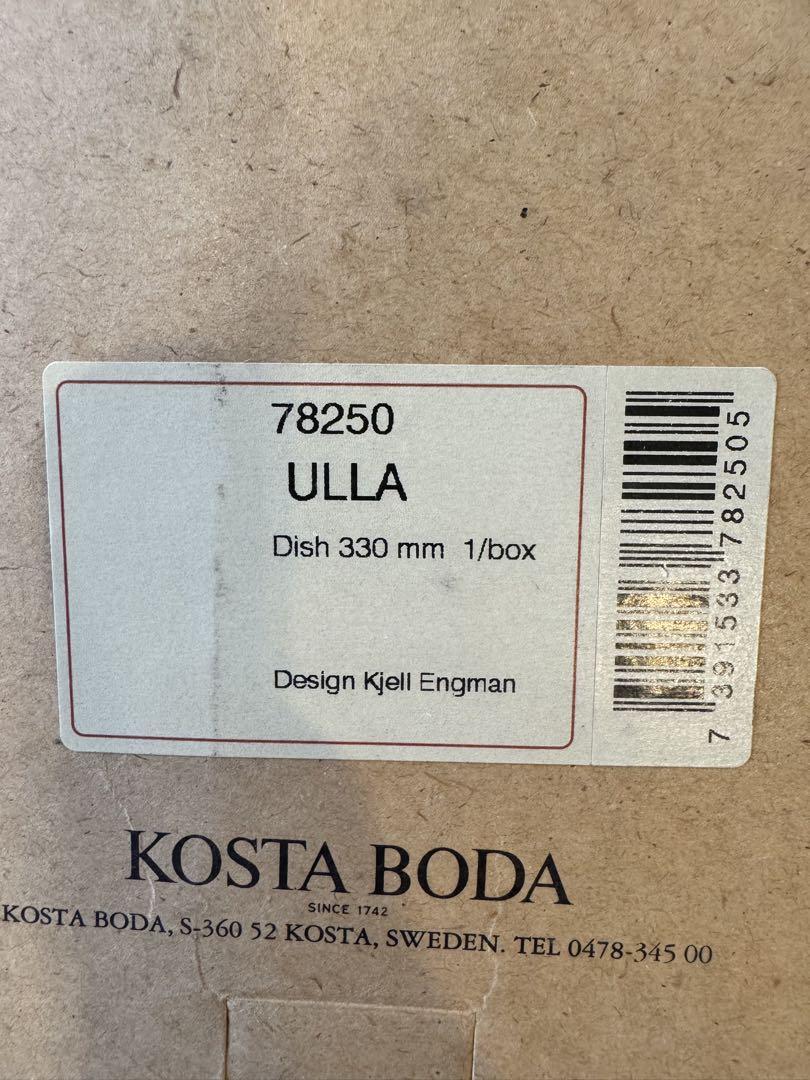 78250
ULLA
Dish 330 mm 1/box
Design Kjell Engman
7 391533 782505
KOSTA BODA
SINCE 1742
KOSTA BODA, S-360 52 KOSTA, SWEDEN. TEL 0478-345 00